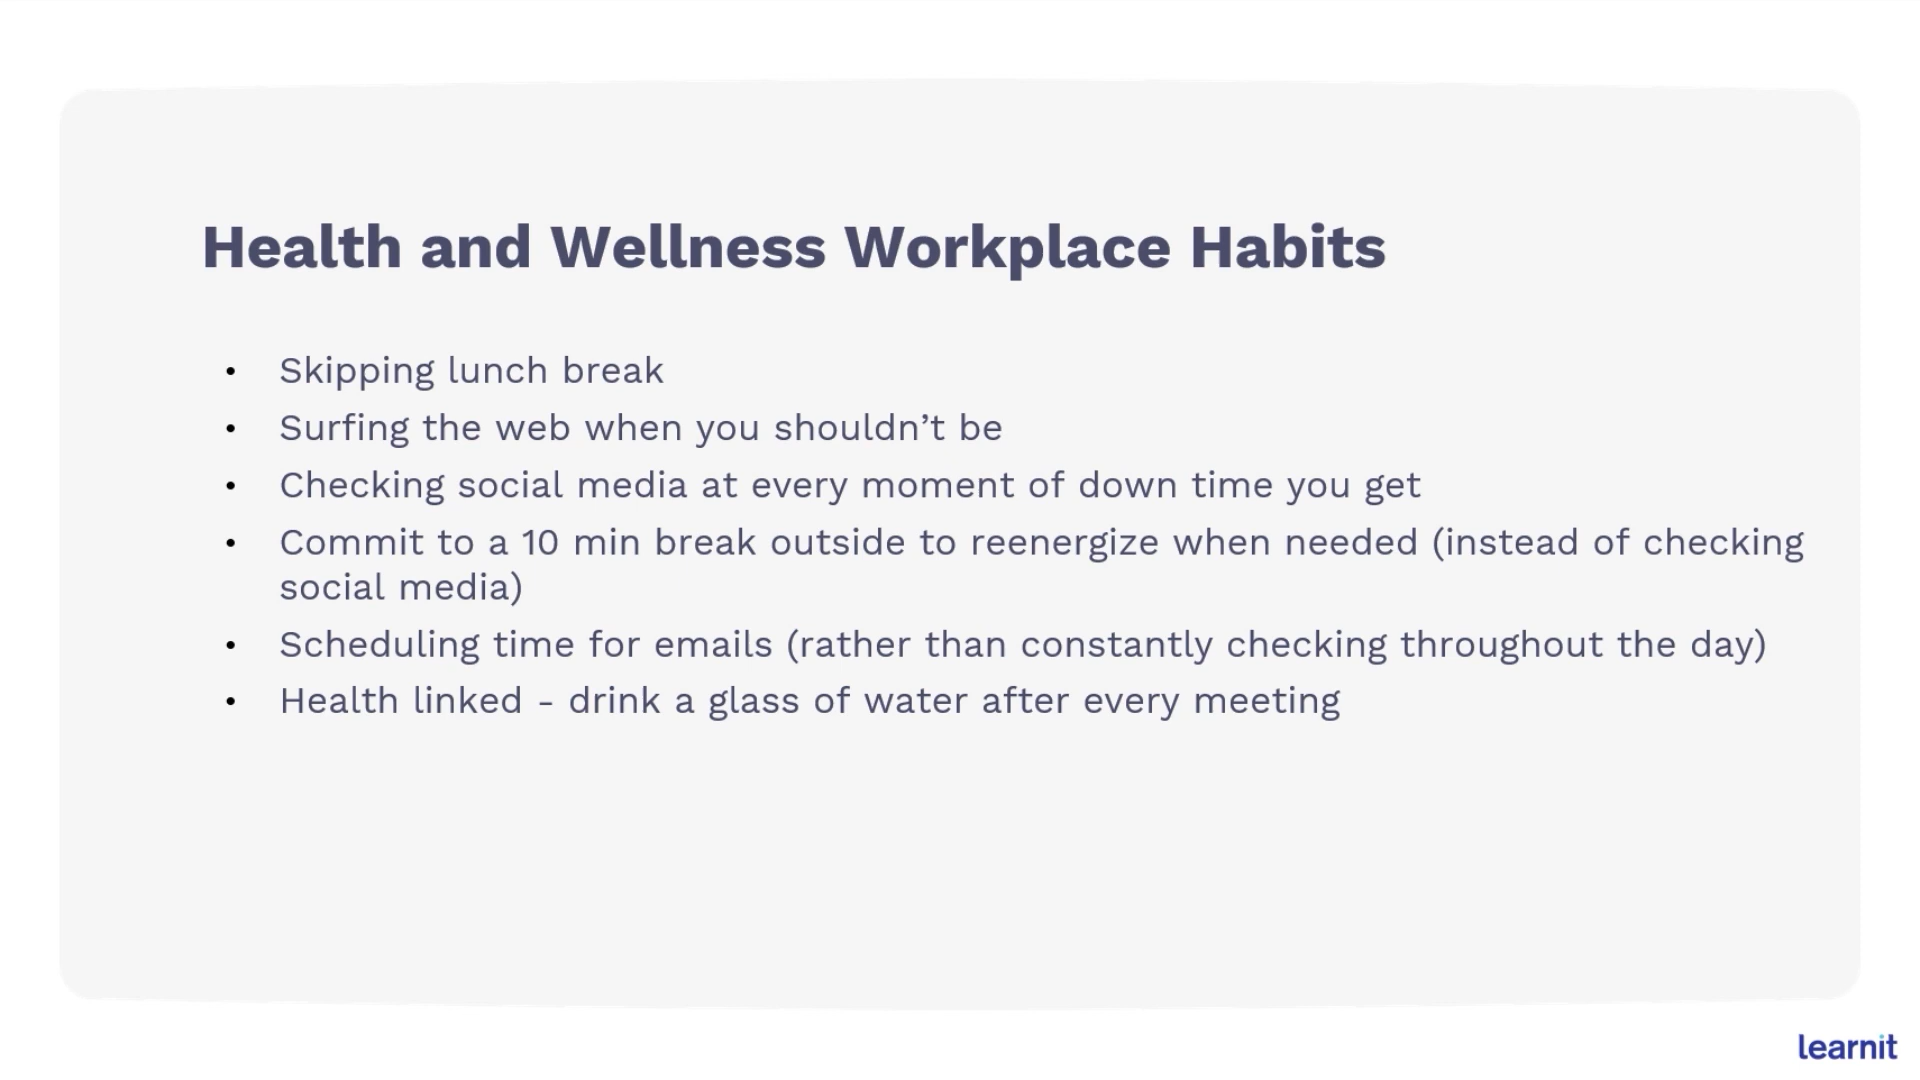 Health and Wellness Workplace Habits
• Skipping lunch break
• Surfing the web when you shouldn’t be
• Checking social media at every moment of down time you get
• Commit to a 10 min break outside to reenergize when needed (instead of checking
social media)
• Scheduling time for emails (rather than constantly checking throughout the day)
• Health linked - drink a glass of water after every meeting
learnit